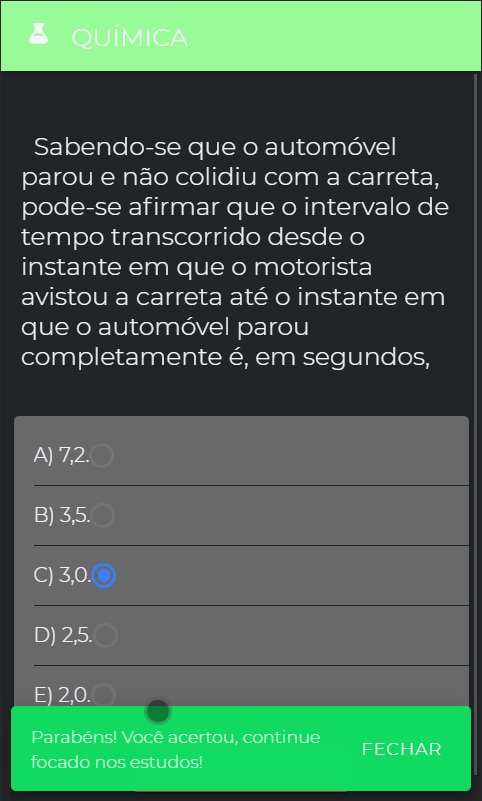 QUÍMICA
Sabendo-se que o automóvel
parou e não colidiu com a carreta,
pode-se afirmar que o intervalo de
tempo transcorrido desde o
instante em que o motorista
avistou a carreta até o instante em
que o automóvel parou
completamente é, em segundos,
A) 7,2.
B) 3,5.
C) 3,0.
D) 2,5.
E) 2,0.
Parabéns! Você acertou, continue
focado nos estudos!
FECHAR